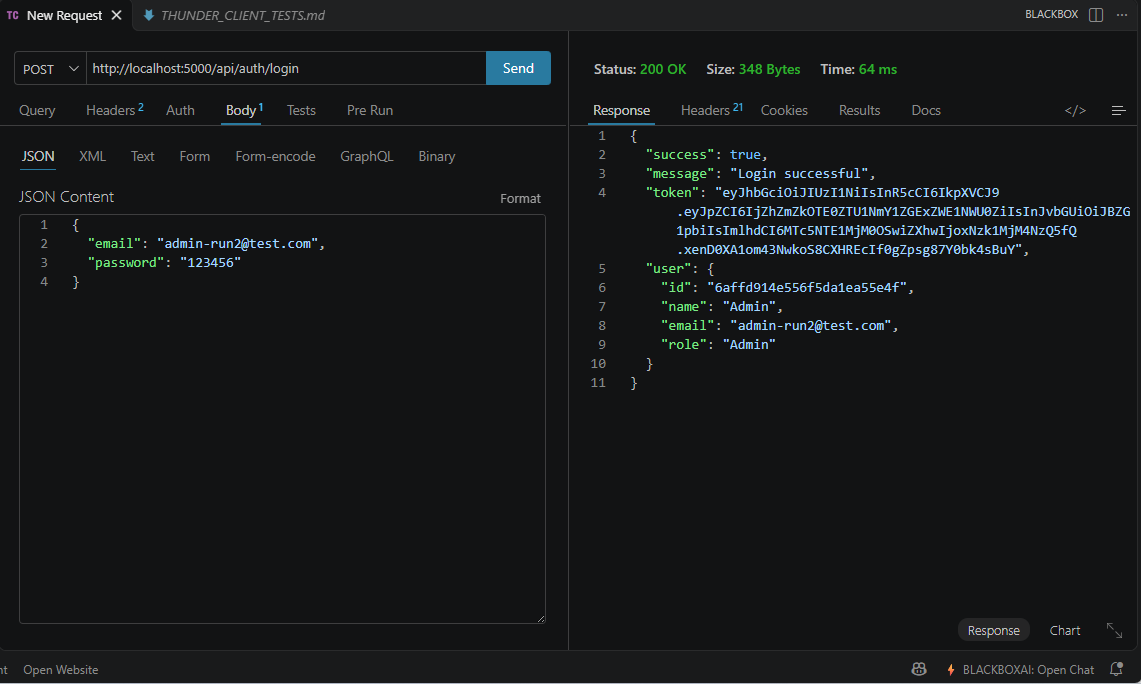 TC New Request
THUNDER_CLIENT_TESTS.md
BLACKBOX
POST
http://localhost:5000/api/auth/login
Send
Query
Headers 2
Auth
Body 1
Tests
Pre Run
JSON
XML
Text
Form
Form-encode
GraphQL
Binary
JSON Content
Format
1 {
2 "email": "admin-run2@test.com",
3 "password": "123456"
4 }
Status: 200 OK
Size: 348 Bytes
Time: 64 ms
Response
Headers 21
Cookies
Results
Docs
</>
1 {
2 "success": true,
3 "message": "Login successful",
4 "token": "eyJhbGciOiJIUzI1NiIsInR5cCI6IkpXVCJ9
.eyJpZCI6IjZhZmZkOTE0ZTU1NmY1ZGExZWE1NWU0ZiIsInJvbGUiOiJBZG
1pbiIsImlhdCI6MTc5NTE1MjM0OSwiZXhwIjoxNzk1MjM4NzQ5fQ
.xenD0XA1om43NwkoS8CXHREcIf0gZpsg87Y0bk4sBuY",
5 "user": {
6 "id": "6affd914e556f5da1ea55e4f",
7 "name": "Admin",
8 "email": "admin-run2@test.com",
9 "role": "Admin"
10 }
11 }
Response
Chart
nt
Open Website
BLACKBOXAI: Open Chat